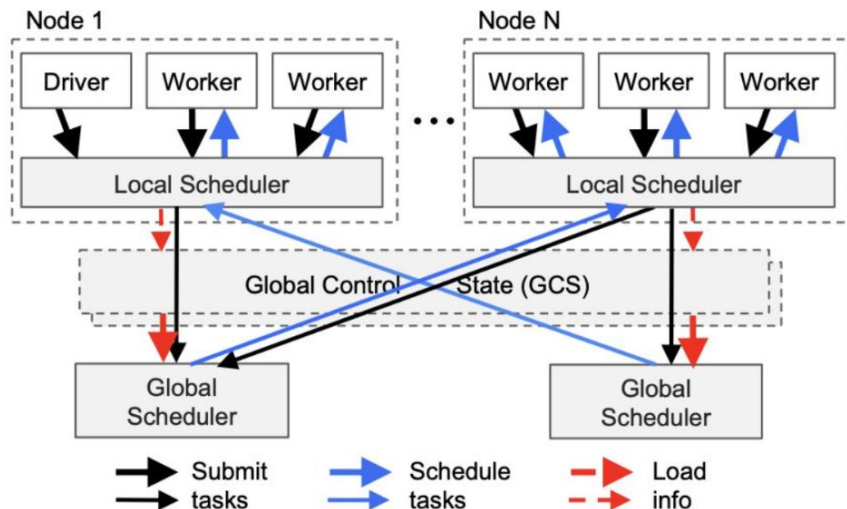 Node 1
Node N
Driver
Worker
Worker
...
Worker
Worker
Worker
Local Scheduler
Local Scheduler
Global Control State (GCS)
Global
Scheduler
Global
Scheduler
Submit
tasks
Schedule
tasks
Load
info